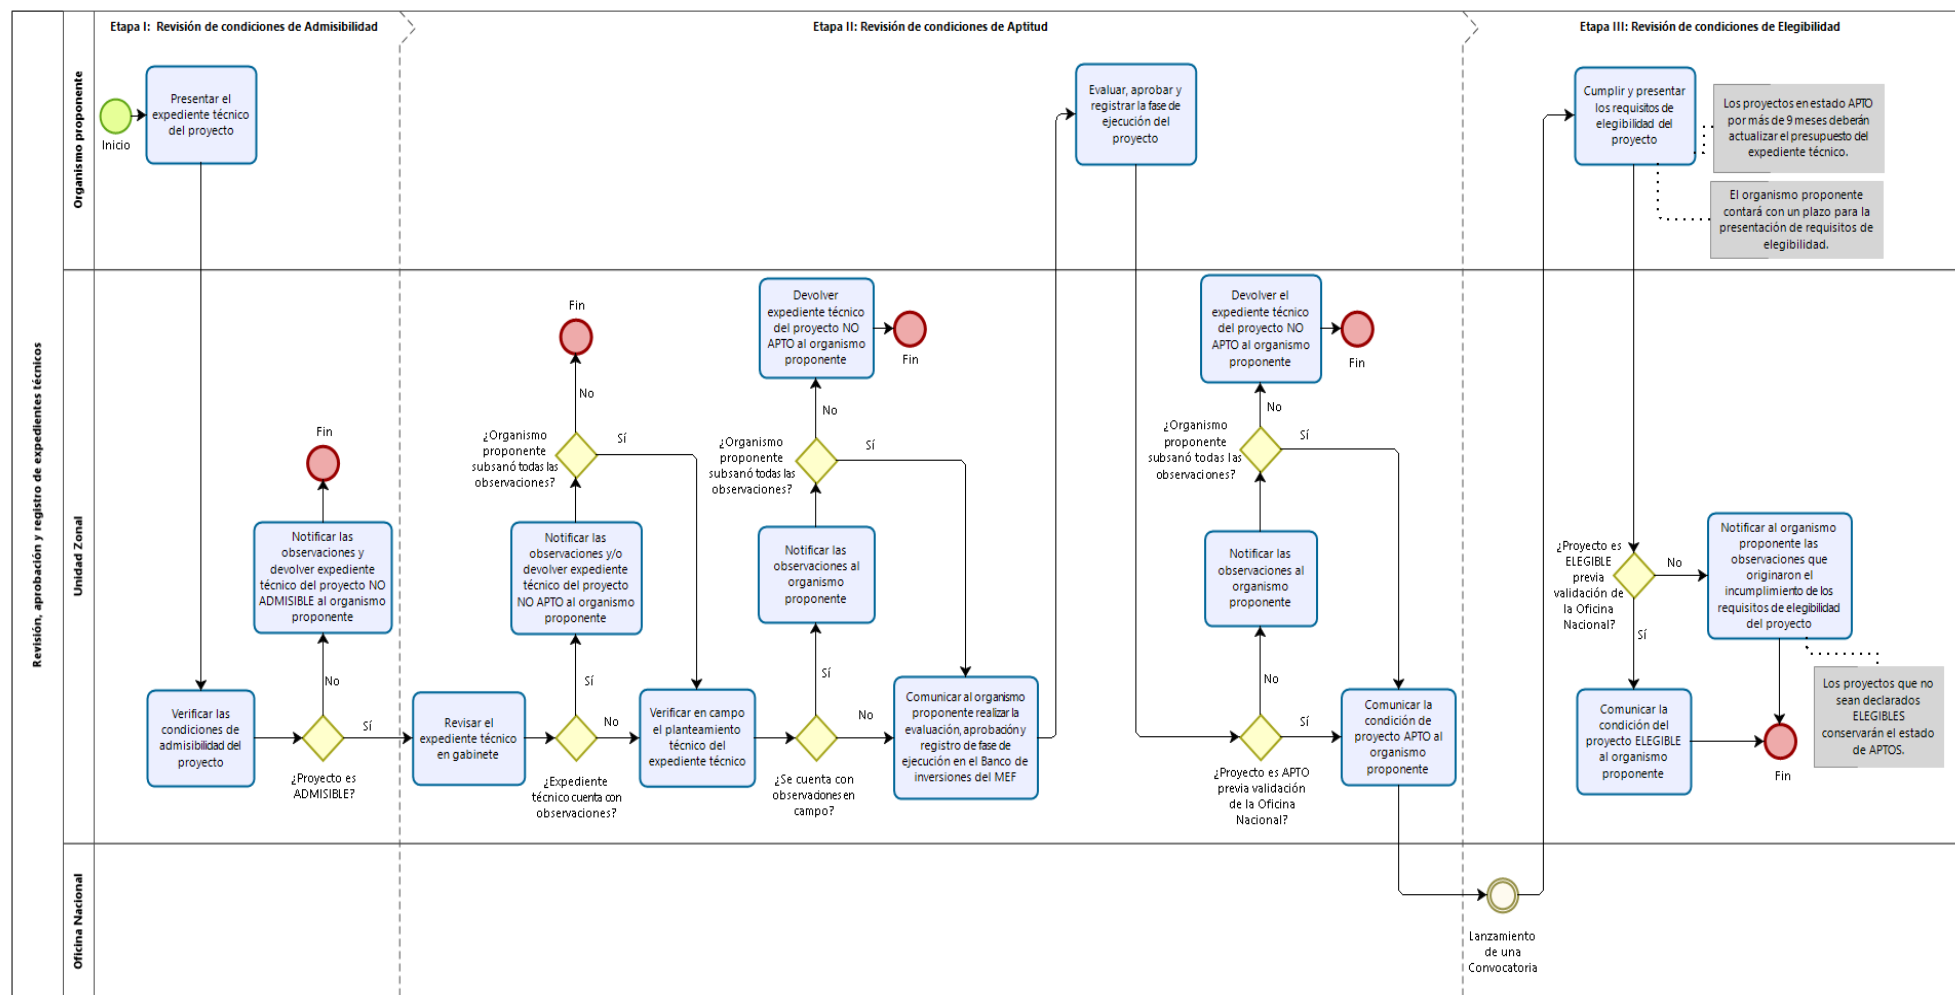 Etapa I: Revisión de condiciones de Admisibilidad
Etapa II: Revisión de condiciones de Aptitud
Etapa III: Revisión de condiciones de Elegibilidad
Revisión, aprobación y registro de expedientes técnicos
Organismo proponente
Inicio
Presentar el
expediente técnico
del proyecto
Evaluar, aprobar y
registrar la fase de
ejecución del
proyecto
Cumplir y presentar
los requisitos de
elegibilidad del
proyecto
Los proyectos en estado APTO
por más de 9 meses deberán
actualizar el presupuesto del
expediente técnico.
El organismo proponente
contará con un plazo para la
presentación de requisitos de
elegibilidad.
Unidad Zonal
Verificar las
condiciones de
admisibilidad del
proyecto
¿Proyecto es
ADMISIBLE?
No
Sí
Notificar las
observaciones y
devolver expediente
técnico del proyecto NO
ADMISIBLE al organismo
proponente
Fin
Revisar el
expediente técnico
en gabinete
¿Expediente
técnico cuenta con
observaciones?
Sí
No
Notificar las
observaciones y/o
devolver expediente
técnico del proyecto
NO APTO al organismo
proponente
¿Organismo
proponente
subsanó todas las
observaciones?
No
Sí
Fin
Verificar en campo
el planteamiento
técnico del
expediente técnico
¿Se cuenta con
observaciones en
campo?
Sí
No
Notificar las
observaciones al
organismo
proponente
¿Organismo
proponente
subsanó todas las
observaciones?
No
Sí
Devolver
expediente técnico
del proyecto NO
APTO al organismo
proponente
Fin
Comunicar al organismo
proponente realizar la
evaluación, aprobación y
registro de fase de
ejecución en el Banco de
inversiones del MEF
¿Proyecto es APTO
previa validación
de la Oficina
Nacional?
No
Sí
Notificar las
observaciones al
organismo
proponente
¿Organismo
proponente
subsanó todas las
observaciones?
No
Sí
Devolver el
expediente técnico
del proyecto NO
APTO al organismo
proponente
Fin
Comunicar la
condición de
proyecto APTO al
organismo
proponente
¿Proyecto es
ELEGIBLE
previa
validación de
la Oficina
Nacional?
No
Sí
Notificar al organismo
proponente las
observaciones que
originaron el
incumplimiento de los
requisitos de elegibilidad
del proyecto
Los proyectos que no
sean declarados
ELEGIBLES
conservarán el estado
de APTOS.
Comunicar la
condición del
proyecto ELEGIBLE
al organismo
proponente
Fin
Oficina Nacional
Lanzamiento
de una
Convocatoria